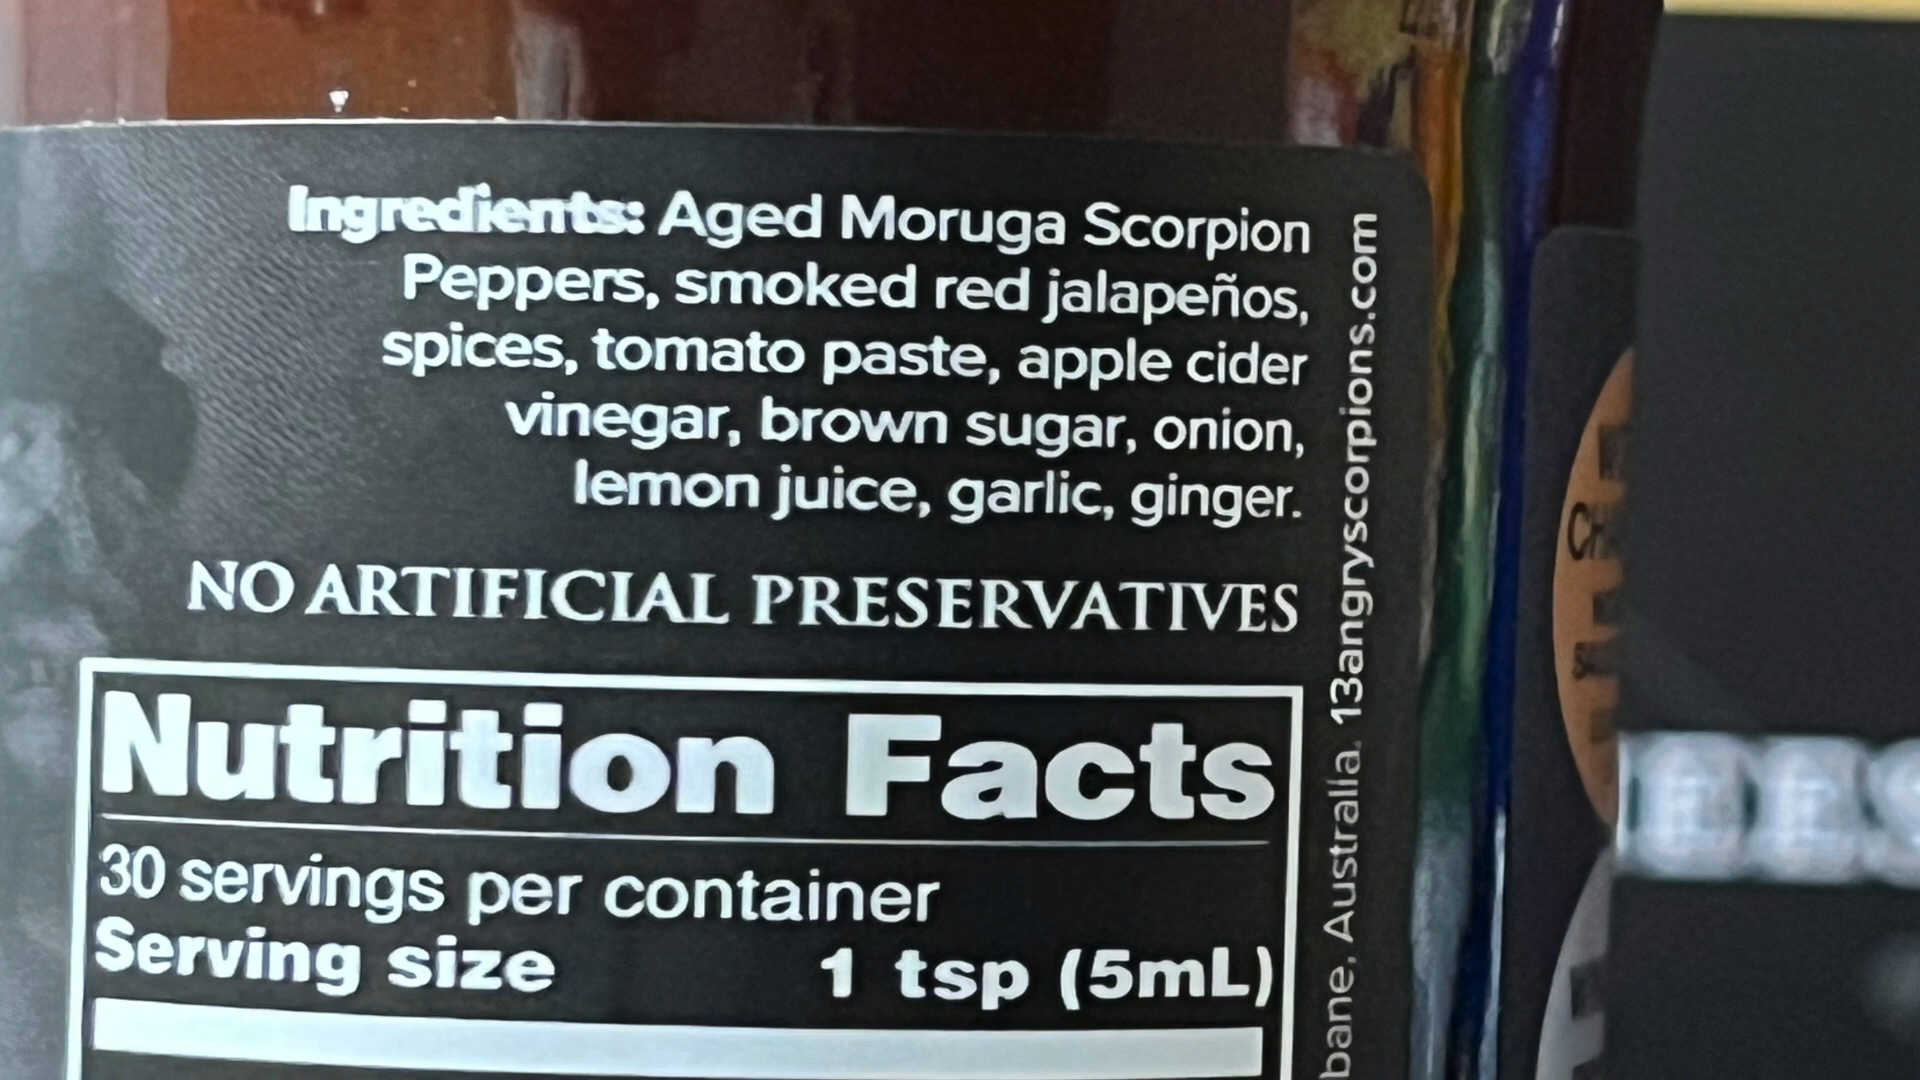 Ingredients: Aged Moruga Scorpion
Peppers, smoked red jalapeños,
spices, tomato paste, apple cider
vinegar, brown sugar, onion,
lemon juice, garlic, ginger.
NO ARTIFICIAL PRESERVATIVES
Nutrition Facts
30 servings per container
Serving size 1 tsp (5mL)
bane, Australia. 13angryscorpions.com